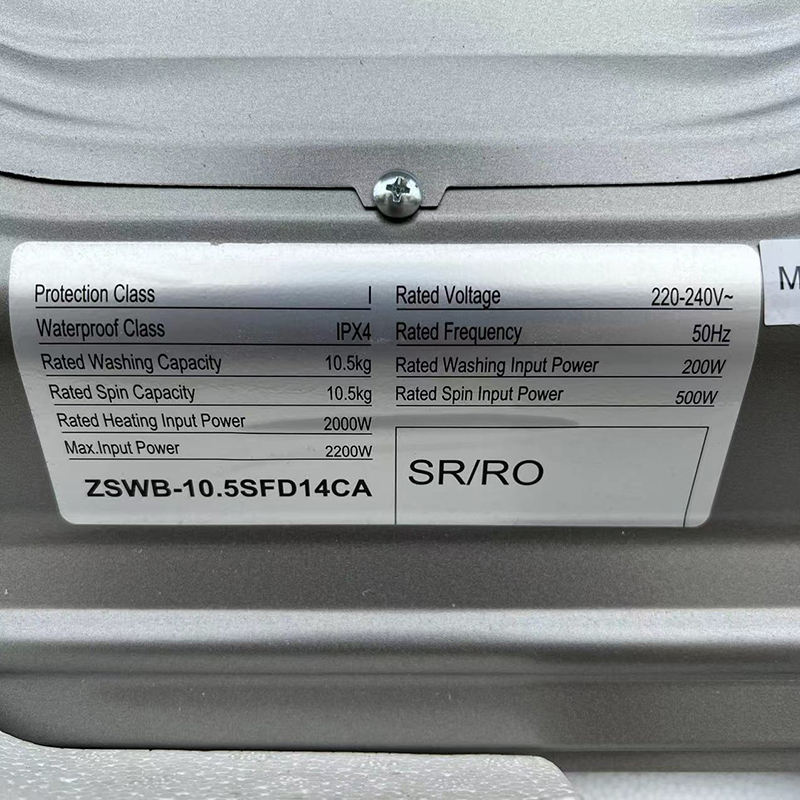 Protection Class I
Rated Voltage 220-240V~
Waterproof Class IPX4
Rated Frequency 50Hz
Rated Washing Capacity 10.5kg
Rated Washing Input Power 200W
Rated Spin Capacity 10.5kg
Rated Spin Input Power 500W
Rated Heating Input Power 2000W
Max.Input Power 2200W
ZSWB-10.5SFD14CA
SR/RO